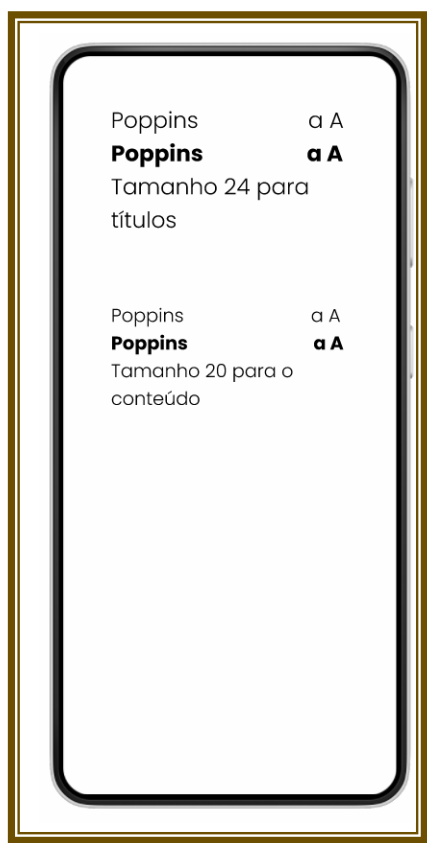 Poppins a A
Poppins a A
Tamanho 24 para
títulos
Poppins a A
Poppins a A
Tamanho 20 para o
conteúdo